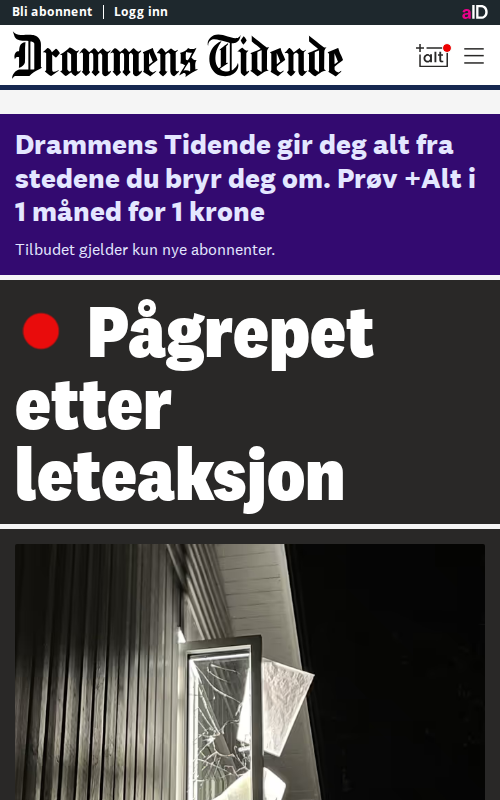 Bli abonnent | Logg inn aID
Drammens Tidende +alt
Drammens Tidende gir deg alt fra
stedene du bryr deg om. Prøv +Alt i
1 måned for 1 krone
Tilbudet gjelder kun nye abonnenter.
Pågrepet
etter
leteaksjon